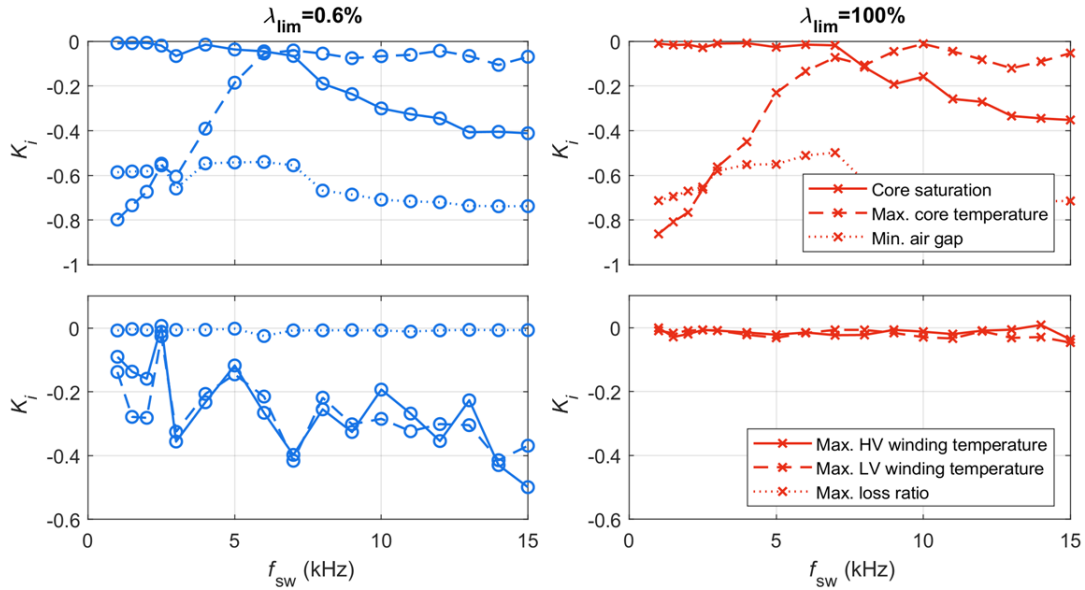 λlim=0.6%
λlim=100%
0
-0.2
-0.4
-0.6
-0.8
-1
Ki
0
-0.2
-0.4
-0.6
-0.8
-1
Ki
Core saturation
Max. core temperature
Min. air gap
0
-0.2
-0.4
-0.6
Ki
0
5
10
15
fsw (kHz)
0
-0.2
-0.4
-0.6
Ki
Max. HV winding temperature
Max. LV winding temperature
Max. loss ratio
0
5
10
15
fsw (kHz)